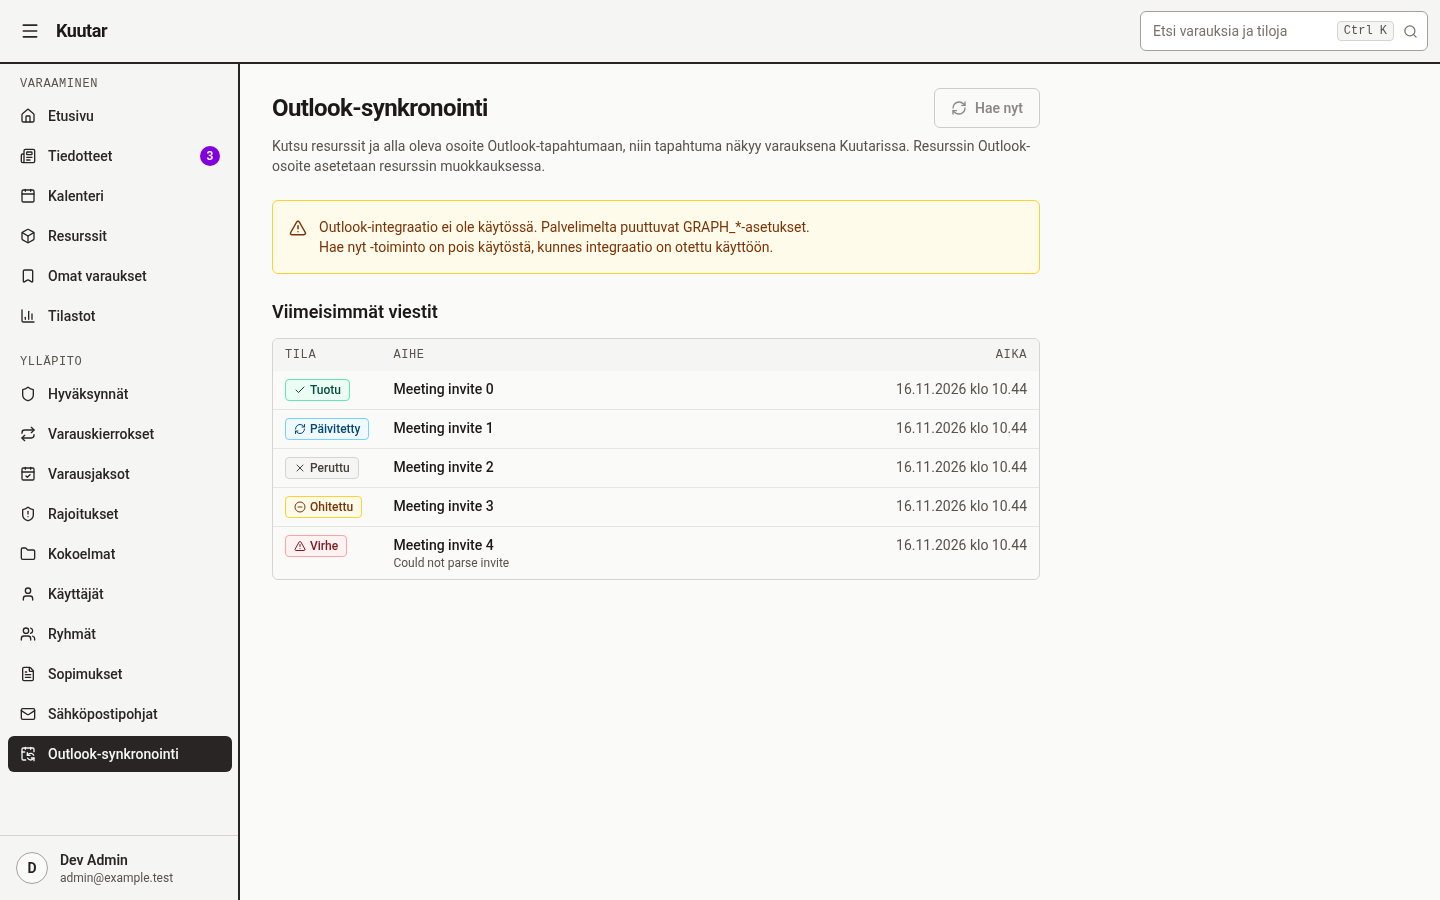 Kuutar
Etsi varauksia ja tiloja
Ctrl K
VARAAMINEN
Etusivu
Tiedotteet
3
Kalenteri
Resurssit
Omat varaukset
Tilastot
YLLÄPITO
Hyväksynnät
Varauskierrokset
Varausjaksot
Rajoitukset
Kokoelmat
Käyttäjät
Ryhmät
Sopimukset
Sähköpostipohjat
Outlook-synkronointi
D
Dev Admin
admin@example.test
Outlook-synkronointi
Hae nyt
Kutsu resurssit ja alla oleva osoite Outlook-tapahtumaan, niin tapahtuma näkyy varauksena Kuutarissa. Resurssin Outlook-
osoite asetetaan resurssin muokkauksessa.
Outlook-integraatio ei ole käytössä. Palvelimelta puuttuvat GRAPH_*-asetukset.
Hae nyt -toiminto on pois käytöstä, kunnes integraatio on otettu käyttöön.
Viimeisimmät viestit
TILA AIHE AIKA
Tuotu Meeting invite 0 16.11.2026 klo 10.44
Päivitetty Meeting invite 1 16.11.2026 klo 10.44
Peruttu Meeting invite 2 16.11.2026 klo 10.44
Ohitettu Meeting invite 3 16.11.2026 klo 10.44
Virhe Meeting invite 4 16.11.2026 klo 10.44
Could not parse invite